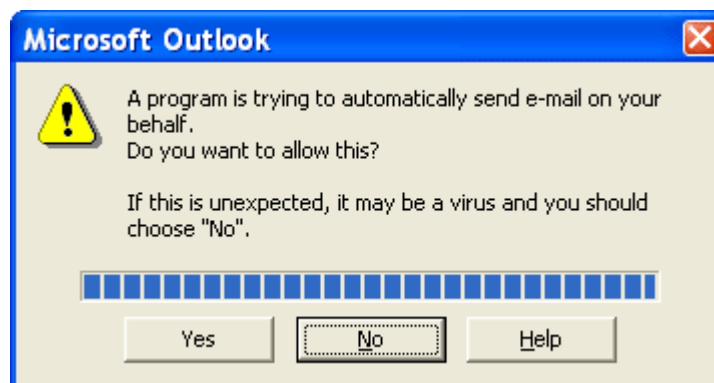 Microsoft Outlook
A program is trying to automatically send e-mail on your
behalf.
Do you want to allow this?
If this is unexpected, it may be a virus and you should
choose "No".
Yes
No
Help